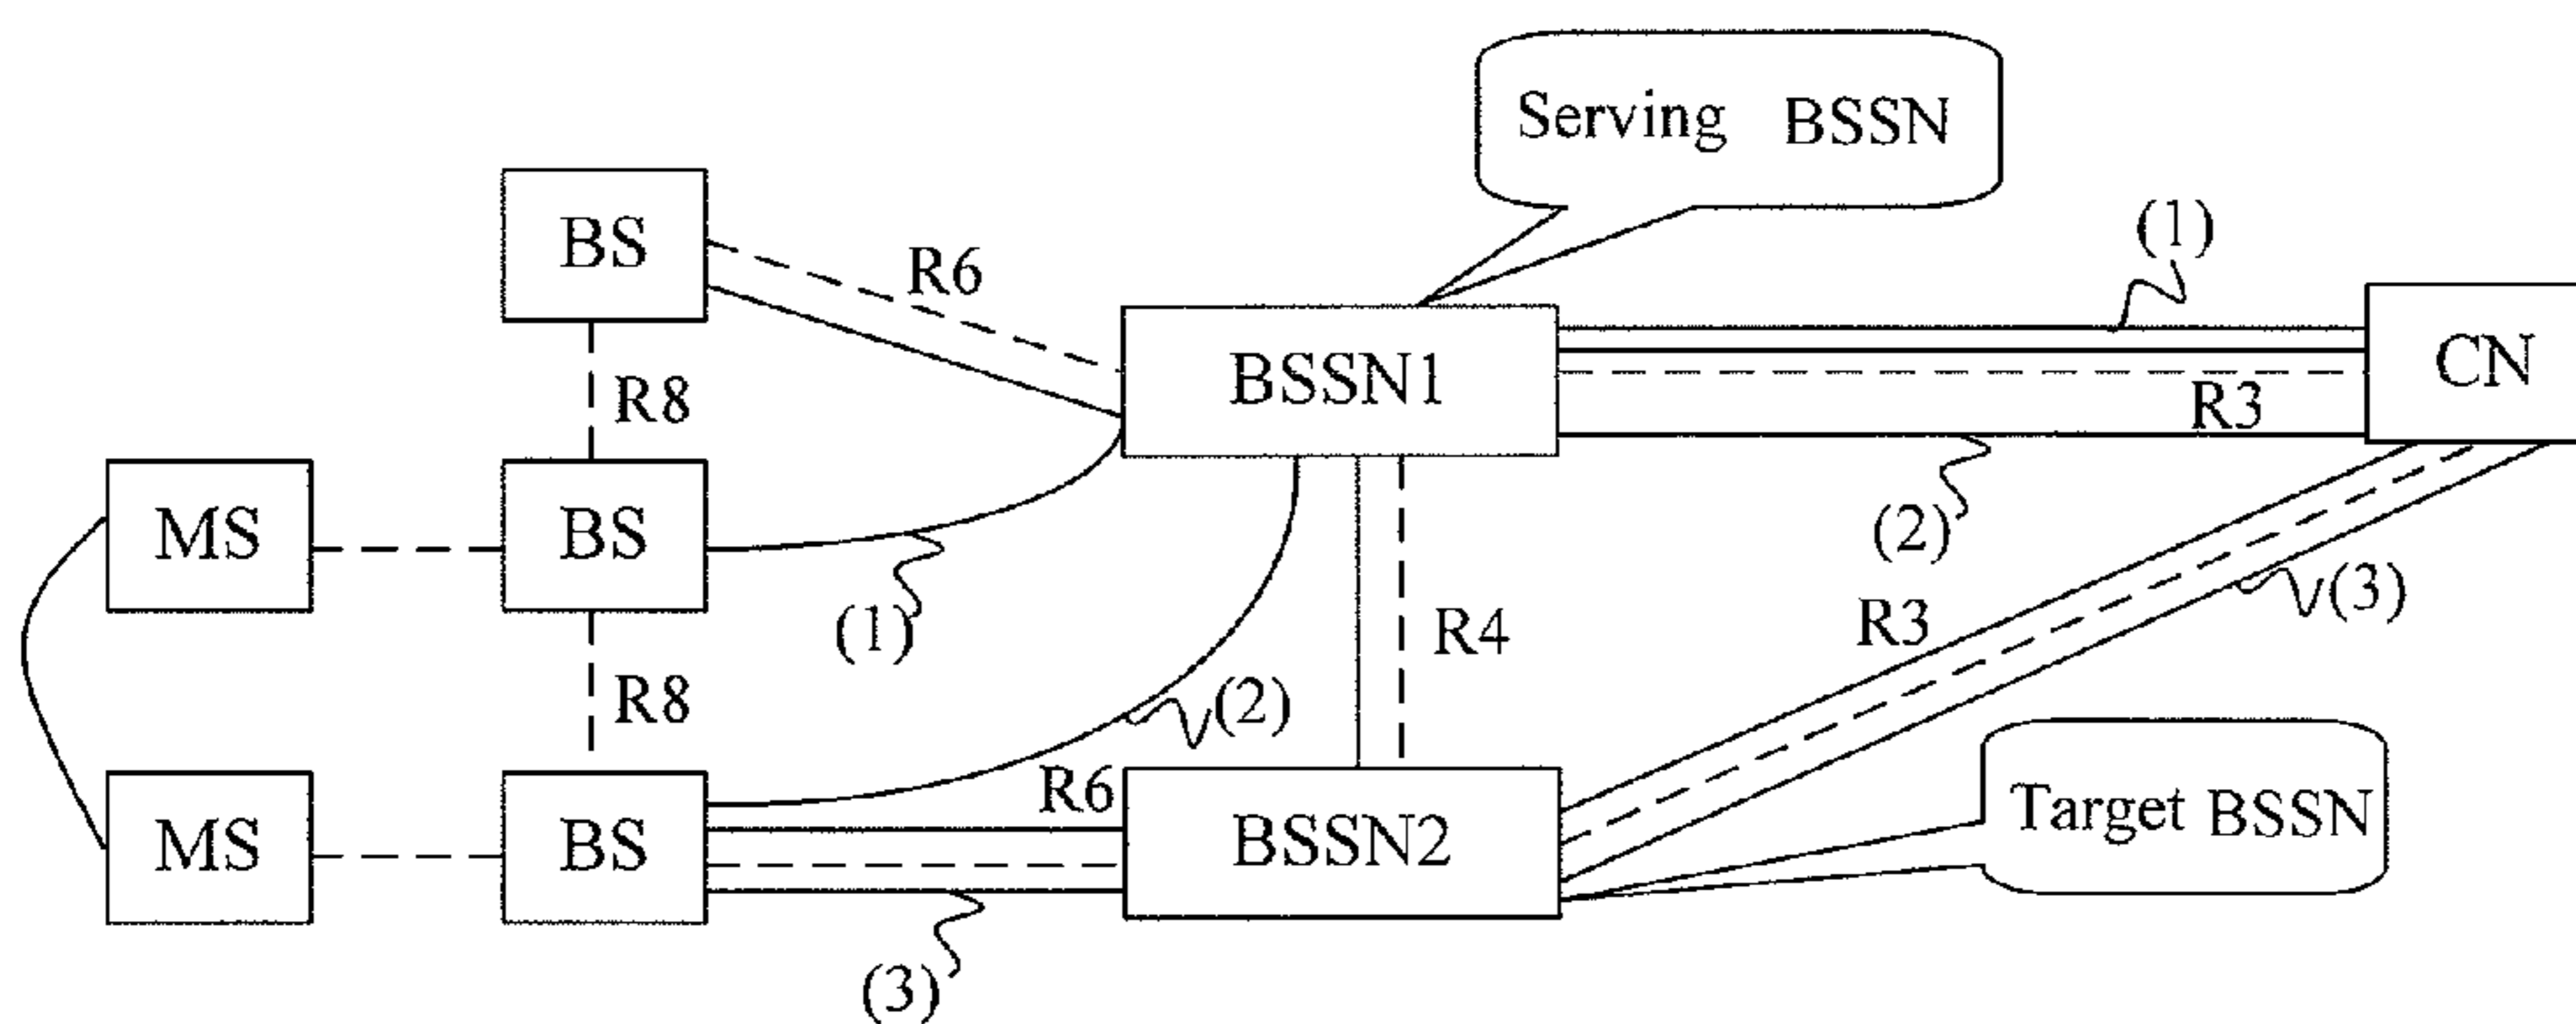 Serving BSSN
(1)
BS
R6
BSSN1
CN
R8
R3
MS
BS
(2)
(1)
R4
R3
(3)
R8
(2)
R6
MS
BS
BSSN2
Target BSSN
(3)